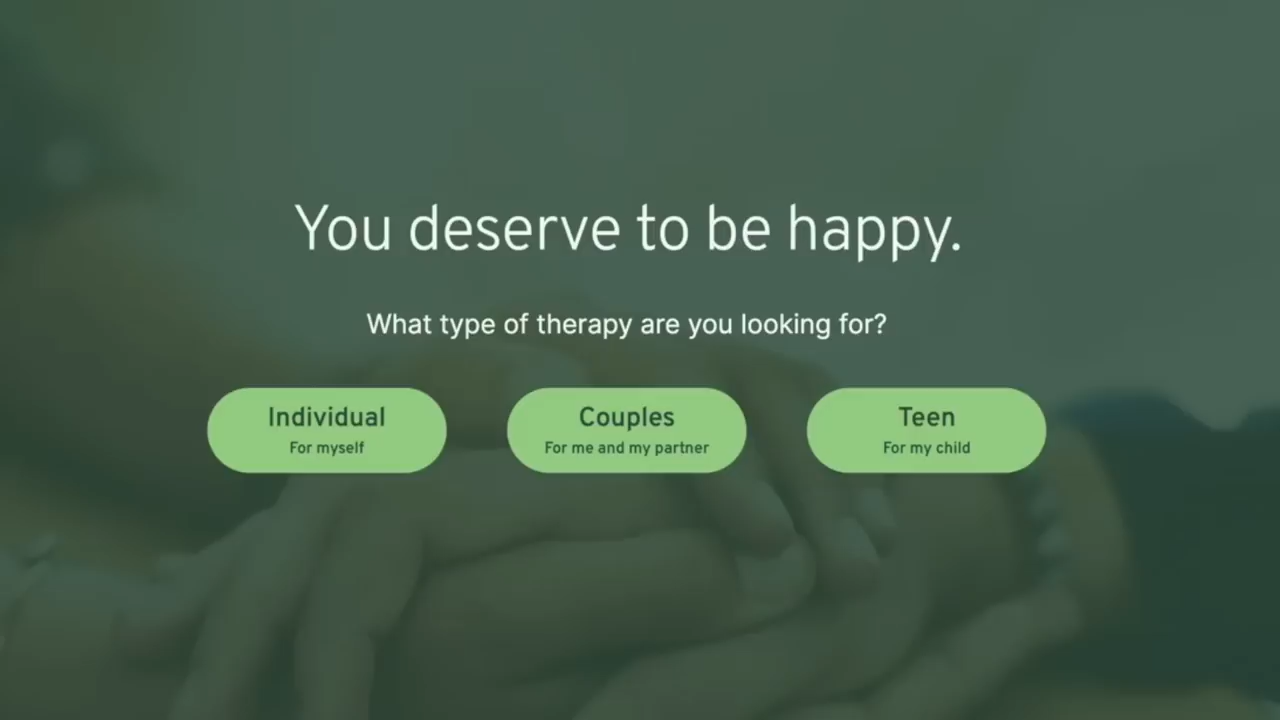 You deserve to be happy.
What type of therapy are you looking for?
Individual
For myself
Couples
For me and my partner
Teen
For my child